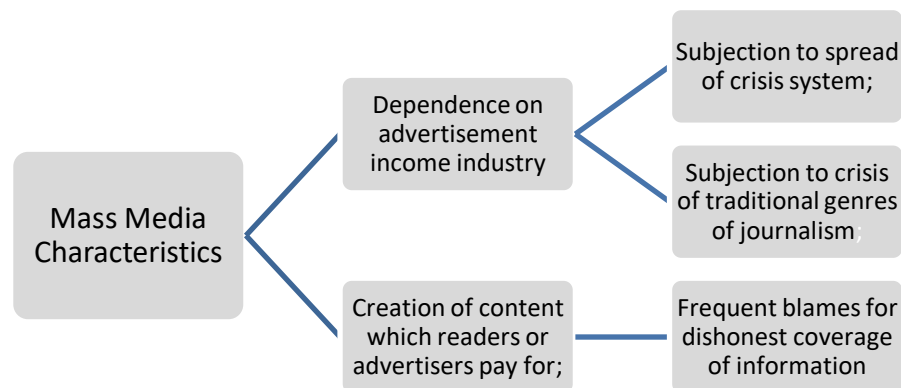 Mass Media
Characteristics
Dependence on
advertisement
income industry
Subjection to spread
of crisis system;
Subjection to crisis
of traditional genres
of journalism;
Creation of content
which readers or
advertisers pay for;
Frequent blames for
dishonest coverage
of information